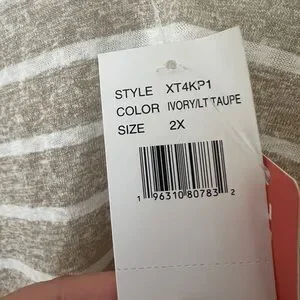 STYLE XT4KP1
COLOR IVORY/LT TAUPE
SIZE 2X
1 96310 80783 2